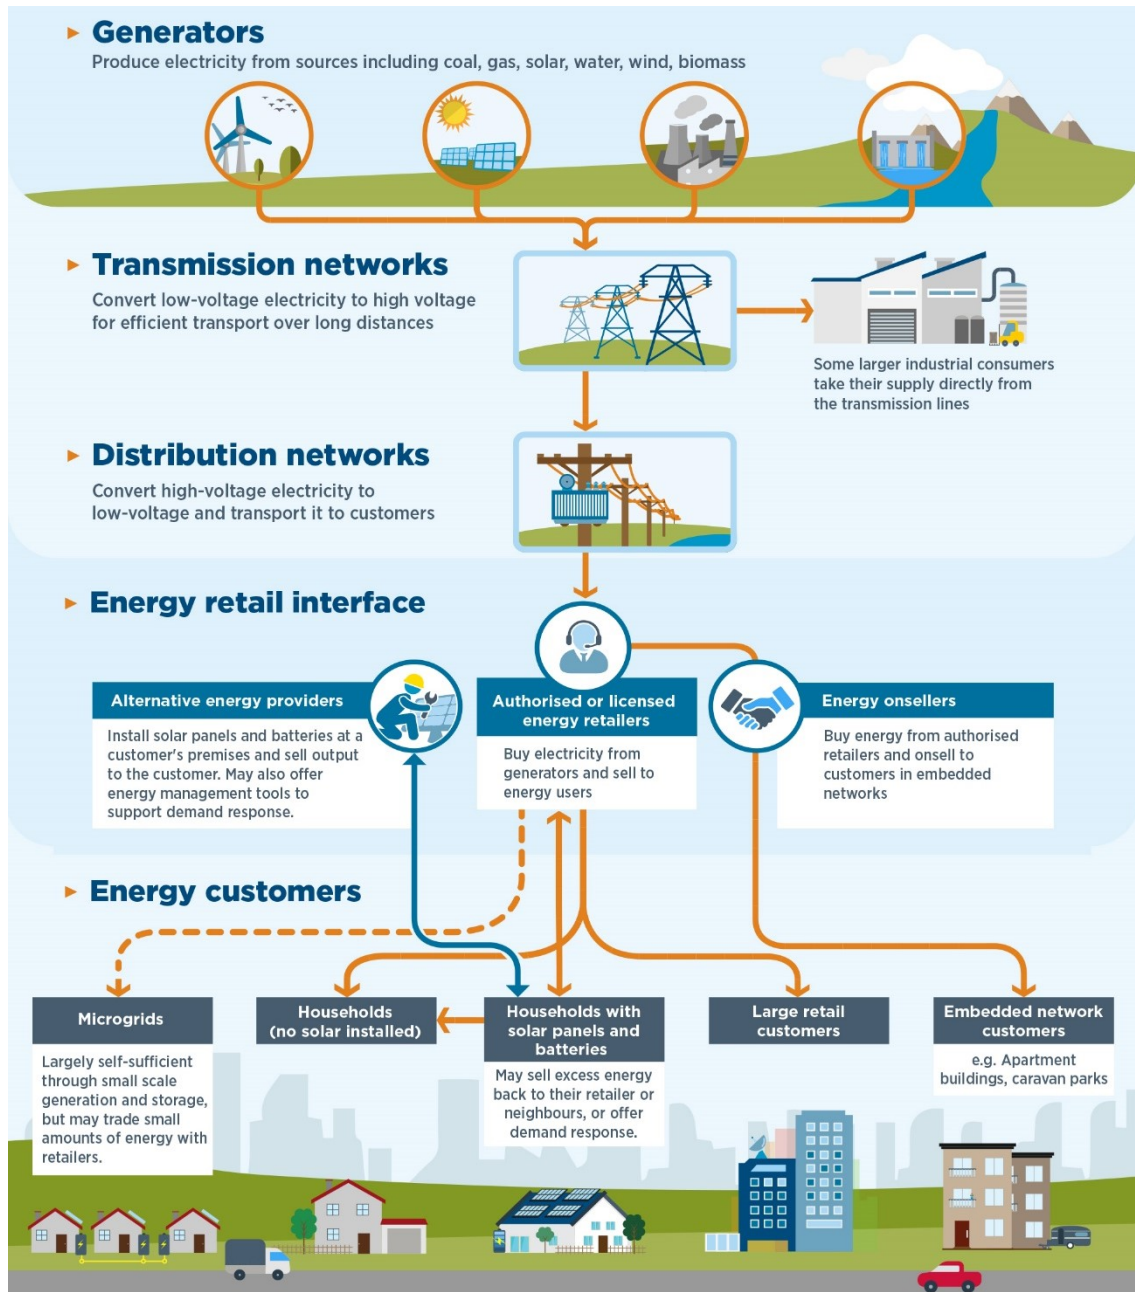 Generators
Produce electricity from sources including coal, gas, solar, water, wind, biomass
Transmission networks
Convert low-voltage electricity to high voltage
for efficient transport over long distances
Some larger industrial consumers
take their supply directly from
the transmission lines
Distribution networks
Convert high-voltage electricity to
low-voltage and transport it to customers
Energy retail interface
Alternative energy providers
Install solar panels and batteries at a
customer's premises and sell output
to the customer. May also offer
energy management tools to
support demand response.
Authorised or licensed
energy retailers
Buy electricity from
generators and sell to
energy users
Energy onsellers
Buy energy from authorised
retailers and onsell to
customers in embedded
networks
Energy customers
Microgrids
Largely self-sufficient
through small scale
generation and storage,
but may trade small
amounts of energy with
retailers.
Households
(no solar installed)
Households with
solar panels and
batteries
May sell excess energy
back to their retailer or
neighbours, or offer
demand response.
Large retail
customers
Embedded network
customers
e.g. Apartment
buildings, caravan parks